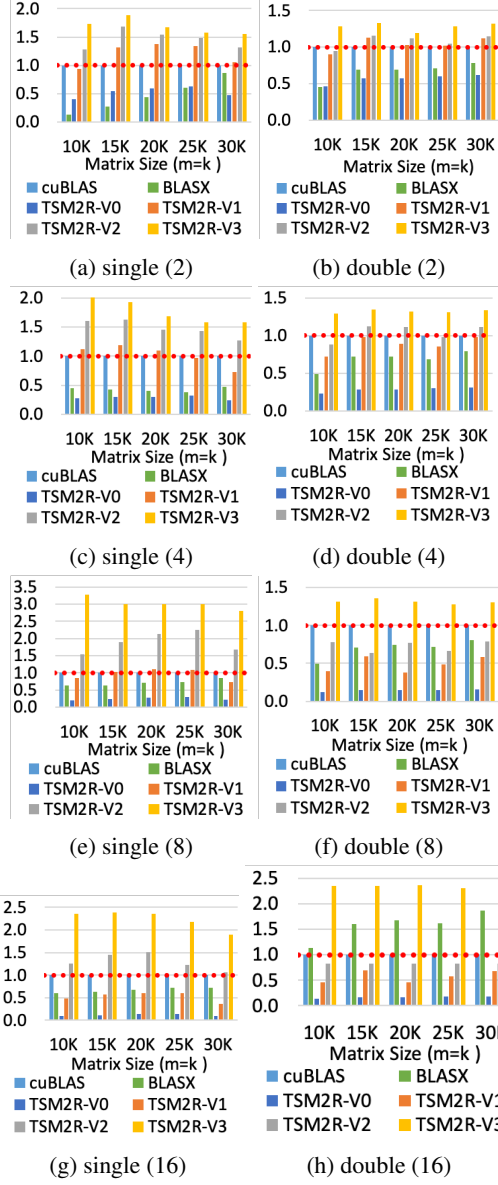 2.0
1.5
1.0
0.5
0.0
10K 15K 20K 25K 30K
Matrix Size (m=k )
cuBLAS BLASX
TSM2R-V0 TSM2R-V1
TSM2R-V2 TSM2R-V3
(a) single (2)
1.5
1.0
0.5
0.0
10K 15K 20K 25K 30K
Matrix Size (m=k)
cuBLAS BLASX
TSM2R-V0 TSM2R-V1
TSM2R-V2 TSM2R-V3
(b) double (2)
2.0
1.5
1.0
0.5
0.0
10K 15K 20K 25K 30K
Matrix Size (m=k )
cuBLAS BLASX
TSM2R-V0 TSM2R-V1
TSM2R-V2 TSM2R-V3
(c) single (4)
1.5
1.0
0.5
0.0
10K 15K 20K 25K 30K
Matrix Size (m=k )
cuBLAS BLASX
TSM2R-V0 TSM2R-V1
TSM2R-V2 TSM2R-V3
(d) double (4)
3.5
3.0
2.5
2.0
1.5
1.0
0.5
0.0
10K 15K 20K 25K 30K
Matrix Size (m=k )
cuBLAS BLASX
TSM2R-V0 TSM2R-V1
TSM2R-V2 TSM2R-V3
(e) single (8)
1.5
1.0
0.5
0.0
10K 15K 20K 25K 30K
Matrix Size (m=k )
cuBLAS BLASX
TSM2R-V0 TSM2R-V1
TSM2R-V2 TSM2R-V3
(f) double (8)
2.5
2.0
1.5
1.0
0.5
0.0
10K 15K 20K 25K 30K
Matrix Size (m=k )
cuBLAS BLASX
TSM2R-V0 TSM2R-V1
TSM2R-V2 TSM2R-V3
(g) single (16)
2.5
2.0
1.5
1.0
0.5
0.0
10K 15K 20K 25K 30K
Matrix Size (m=k )
cuBLAS BLASX
TSM2R-V0 TSM2R-V1
TSM2R-V2 TSM2R-V3
(h) double (16)